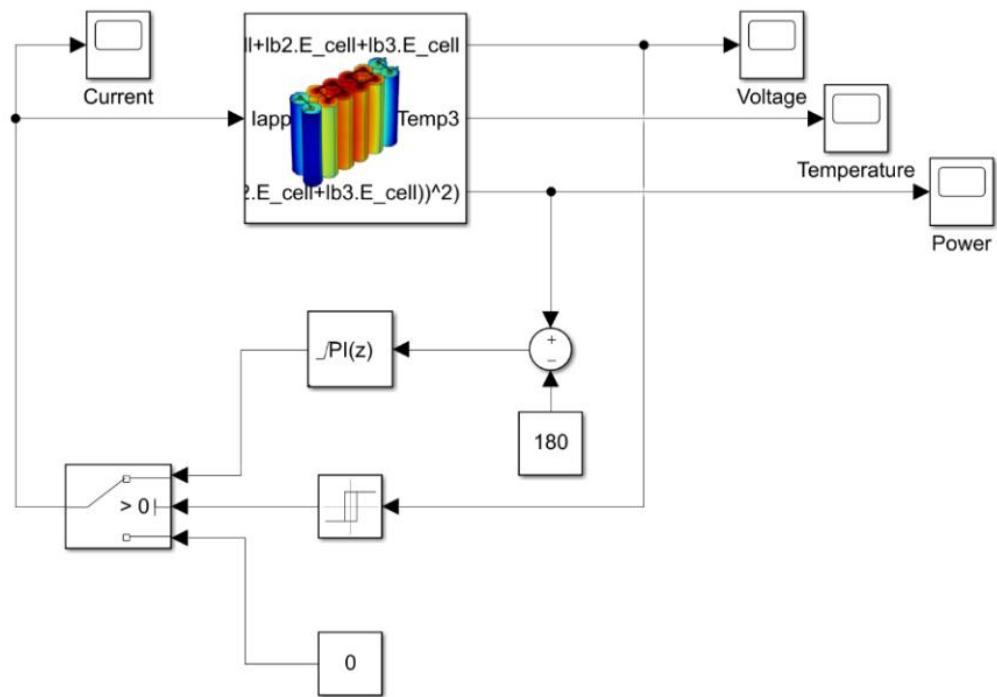 Current
ll+lb2.E_cell+lb3.E_cell
Iapp
Temp3
2.E_cell+lb3.E_cell))^2)
Voltage
Temperature
Power
PI(z)
+
−
180
> 0
0